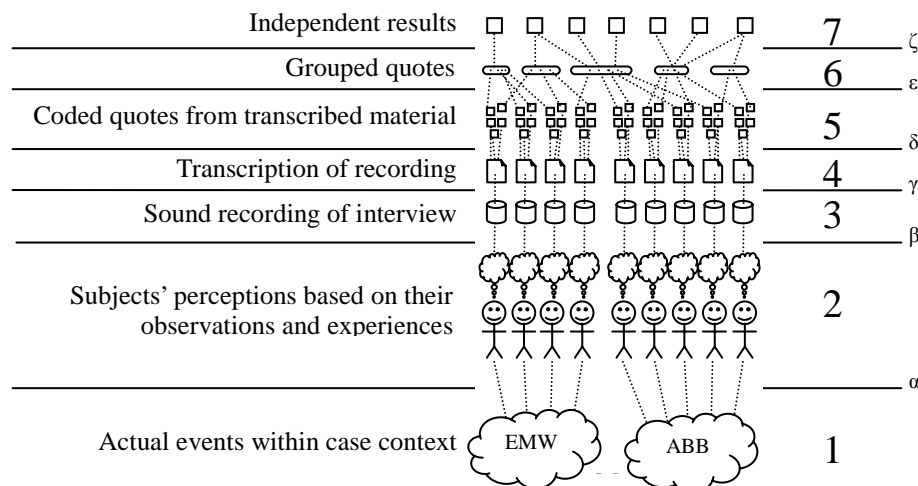 Independent results
7
ζ
Grouped quotes
6
ε
Coded quotes from transcribed material
5
δ
Transcription of recording
4
γ
Sound recording of interview
3
β
Subjects’ perceptions based on their
observations and experiences
2
α
Actual events within case context
EMW
ABB
1